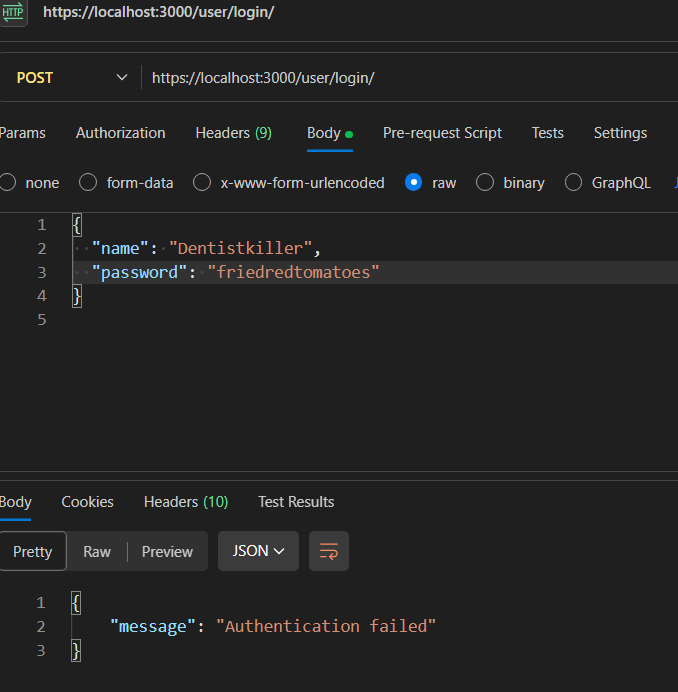 HTTP https://localhost:3000/user/login/
POST https://localhost:3000/user/login/
Params Authorization Headers (9) Body Pre-request Script Tests Settings
none form-data x-www-form-urlencoded raw binary GraphQL
1 {
2 "name": "Dentistkiller",
3 "password": "friedredtomatoes"
4 }
5
Body Cookies Headers (10) Test Results
Pretty Raw Preview JSON
1 {
2 "message": "Authentication failed"
3 }